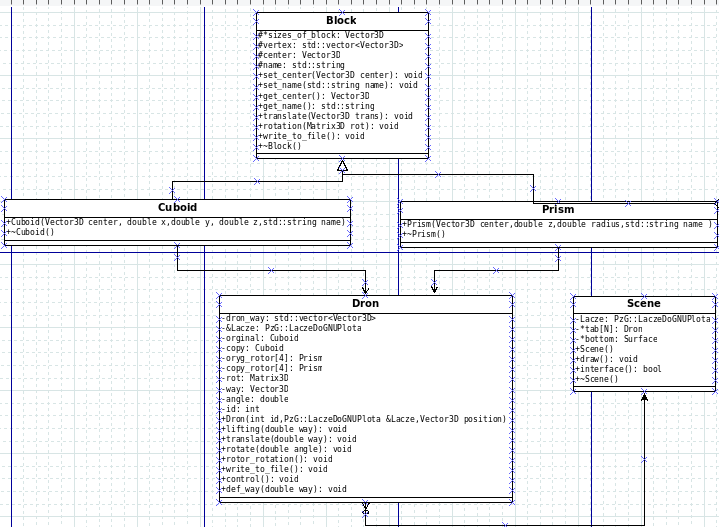 Block
#*sizes_of_block: Vector3D
#vertex: std::vector<Vector3D>
#center: Vector3D
#name: std::string
+set_center(Vector3D center): void
+set_name(std::string name): void
+get_center(): Vector3D
+get_name(): std::string
+translate(Vector3D trans): void
+rotation(Matrix3D rot): void
+write_to_file(): void
+~Block()
Cuboid
+Cuboid(Vector3D center, double x,double y, double z,std::string name)
+~Cuboid()
Prism
+Prism(Vector3D center,double z,double radius,std::string name )
+~Prism()
Dron
-dron_way: std::vector<Vector3D>
-&Lacze: PzG::LaczeDoGNUPlota
-orginal: Cuboid
-copy: Cuboid
-oryg_rotor[4]: Prism
-copy_rotor[4]: Prism
-rot: Matrix3D
-way: Vector3D
-angle: double
-id: int
+Dron(int id,PzG::LaczeDoGNUPlota &Lacze,Vector3D position)
+lifting(double way): void
+translate(double way): void
+rotate(double angle): void
+rotor_rotation(): void
+write_to_file(): void
+control(): void
+def_way(double way): void
Scene
-Lacze: PzG::LaczeDoGNUPlota
-*tab[N]: Dron
-*bottom: Surface
+Scene()
+draw(): void
+interface(): bool
+~Scene()